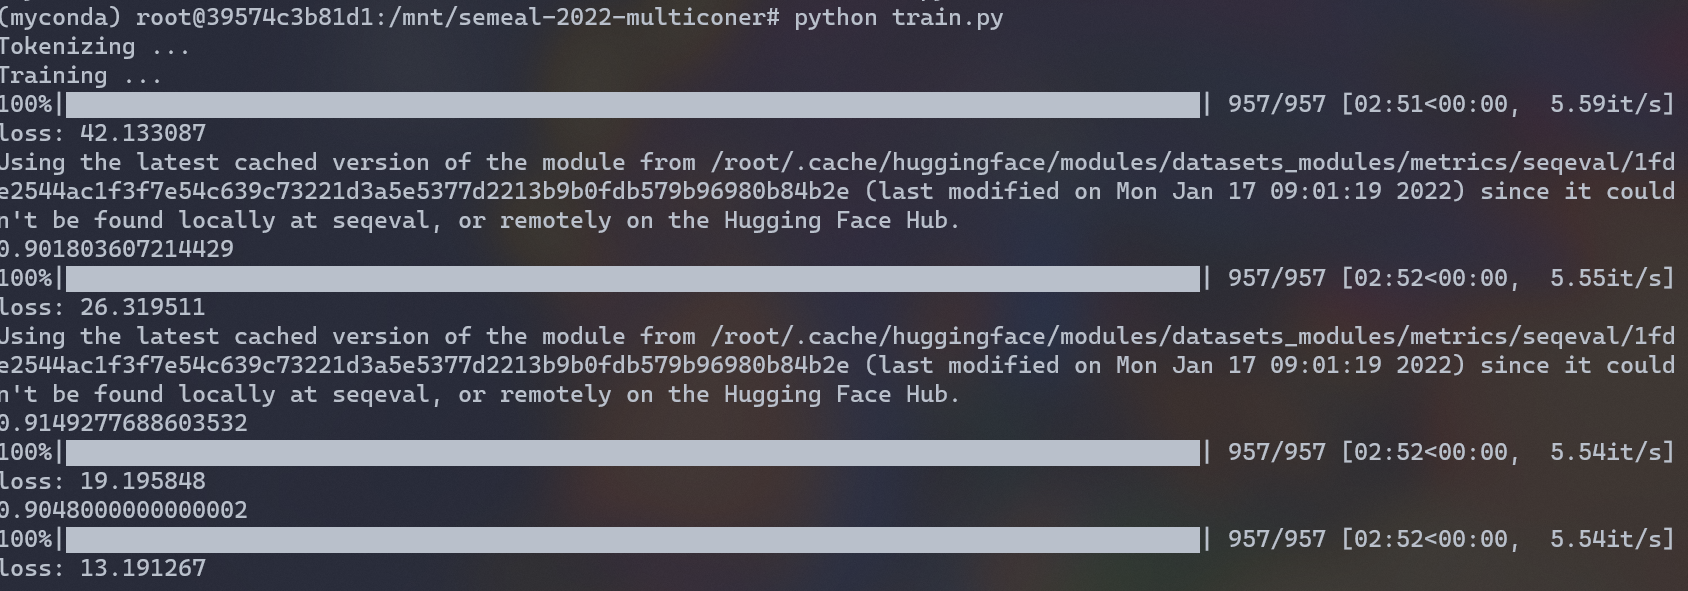 (myconda) root@39574c3b81d1:/mnt/semeal-2022-multiconer# python train.py
Tokenizing ...
Training ...
100%| | 957/957 [02:51<00:00,  5.59it/s]
loss: 42.133087
Using the latest cached version of the module from /root/.cache/huggingface/modules/datasets_modules/metrics/seqeval/1fd
e2544ac1f3f7e54c639c73221d3a5e5377d2213b9b0fdb579b96980b84b2e (last modified on Mon Jan 17 09:01:19 2022) since it could
n't be found locally at seqeval, or remotely on the Hugging Face Hub.
0.901803607214429
100%| | 957/957 [02:52<00:00,  5.55it/s]
loss: 26.319511
Using the latest cached version of the module from /root/.cache/huggingface/modules/datasets_modules/metrics/seqeval/1fd
e2544ac1f3f7e54c639c73221d3a5e5377d2213b9b0fdb579b96980b84b2e (last modified on Mon Jan 17 09:01:19 2022) since it could
n't be found locally at seqeval, or remotely on the Hugging Face Hub.
0.9149277688603532
100%| | 957/957 [02:52<00:00,  5.54it/s]
loss: 19.195848
0.9048000000000002
100%| | 957/957 [02:52<00:00,  5.54it/s]
loss: 13.191267